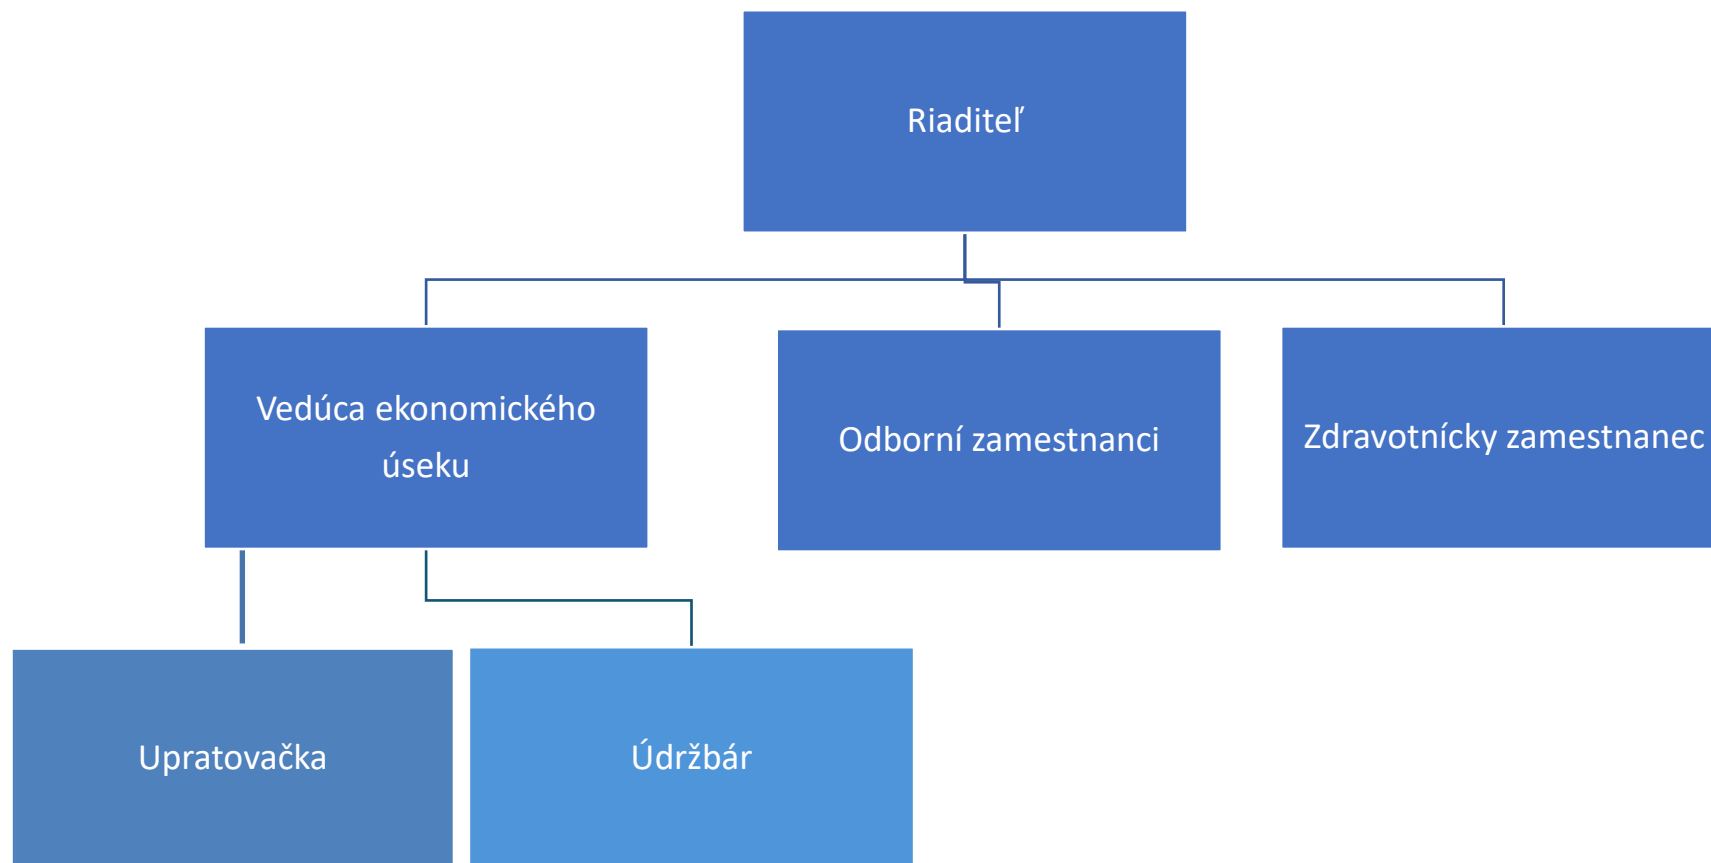 Riaditeľ
Vedúca ekonomického
úseku
Odborní zamestnanci
Zdravotnícky zamestnanec
Upratovačka
Údržbár